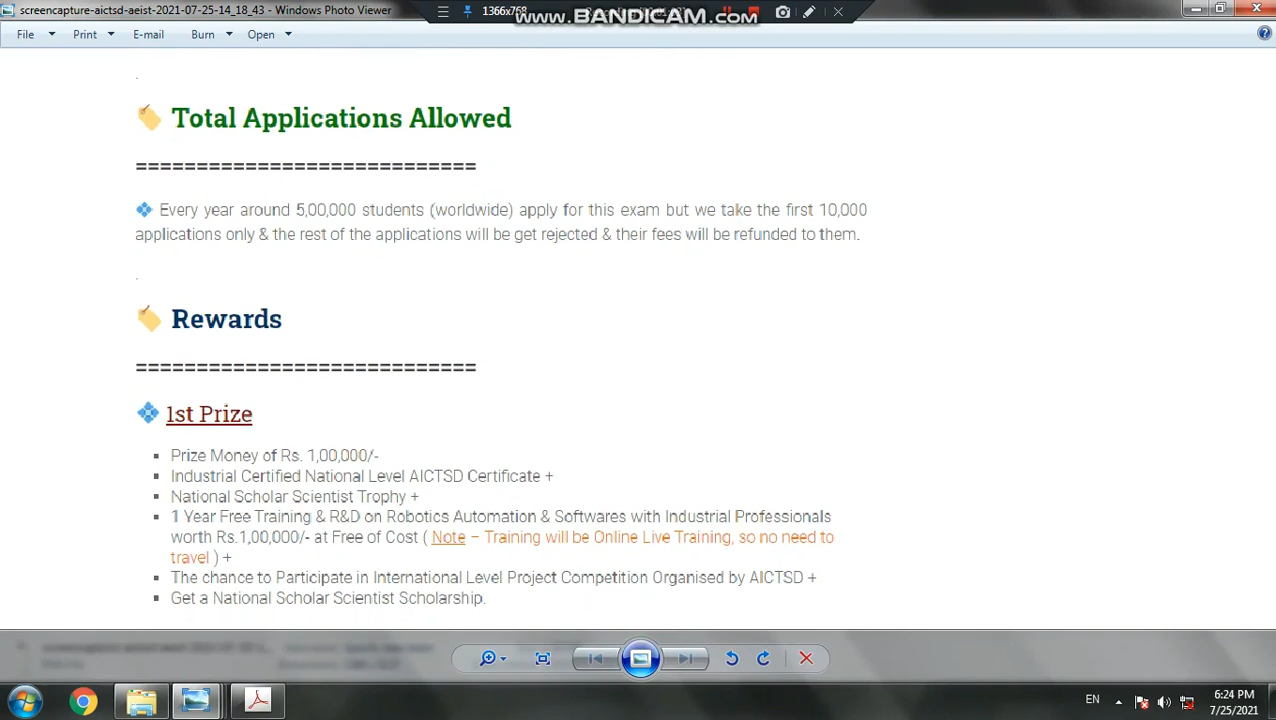 screencapture-aictsd-aeist-2021-07-25-14_18_43 - Windows Photo Viewer
1366x768
www.BANDICAM.com
File Print E-mail Burn Open
Total Applications Allowed
============================
Every year around 5,00,000 students (worldwide) apply for this exam but we take the first 10,000
applications only & the rest of the applications will be get rejected & their fees will be refunded to them.
Rewards
============================
1st Prize
Prize Money of Rs. 1,00,000/-
Industrial Certified National Level AICTSD Certificate +
National Scholar Scientist Trophy +
1 Year Free Training & R&D on Robotics Automation & Softwares with Industrial Professionals
worth Rs.1,00,000/- at Free of Cost ( Note – Training will be Online Live Training, so no need to
travel ) +
The chance to Participate in International Level Project Competition Organised by AICTSD +
Get a National Scholar Scientist Scholarship.
EN
6:24 PM
7/25/2021